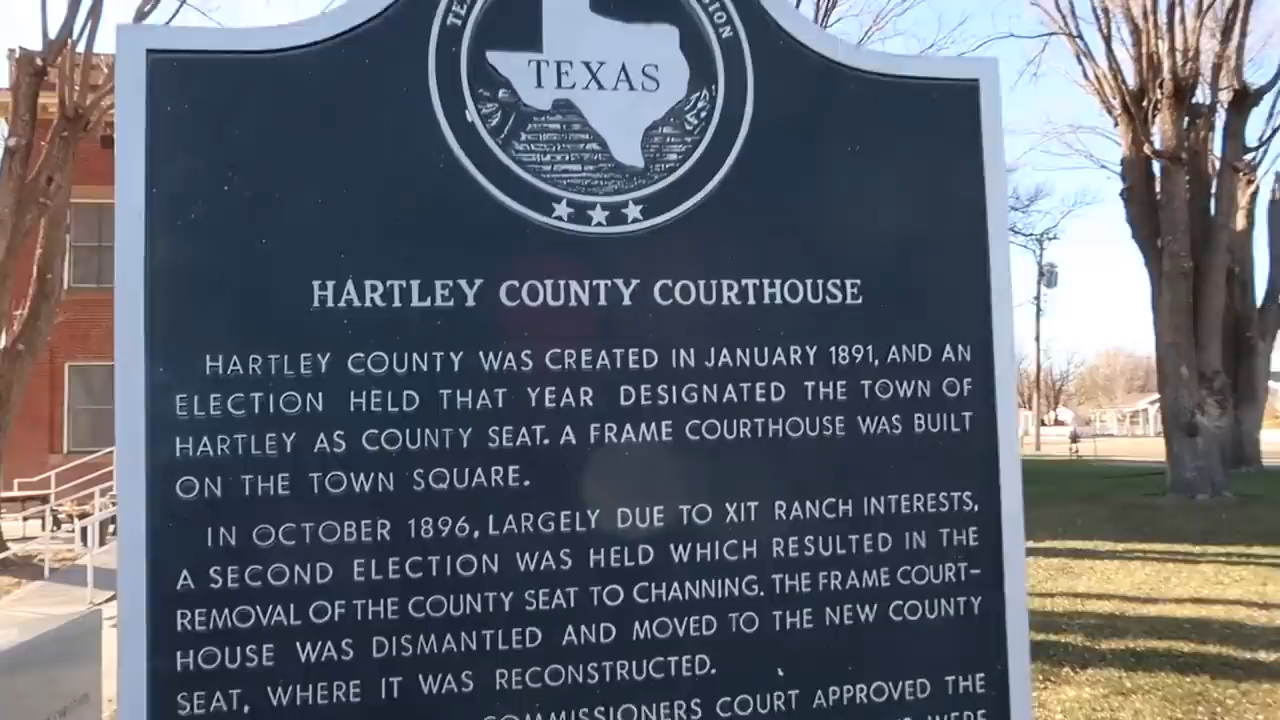 TEXAS
HARTLEY COUNTY COURTHOUSE
HARTLEY COUNTY WAS CREATED IN JANUARY 1891, AND AN
ELECTION HELD THAT YEAR DESIGNATED THE TOWN OF
HARTLEY AS COUNTY SEAT. A FRAME COURTHOUSE WAS BUILT
ON THE TOWN SQUARE.
IN OCTOBER 1896, LARGELY DUE TO XIT RANCH INTERESTS,
A SECOND ELECTION WAS HELD WHICH RESULTED IN THE
REMOVAL OF THE COUNTY SEAT TO CHANNING. THE FRAME COURT-
HOUSE WAS DISMANTLED AND MOVED TO THE NEW COUNTY
SEAT, WHERE IT WAS RECONSTRUCTED.
COMMISSIONERS COURT APPROVED THE
WERE